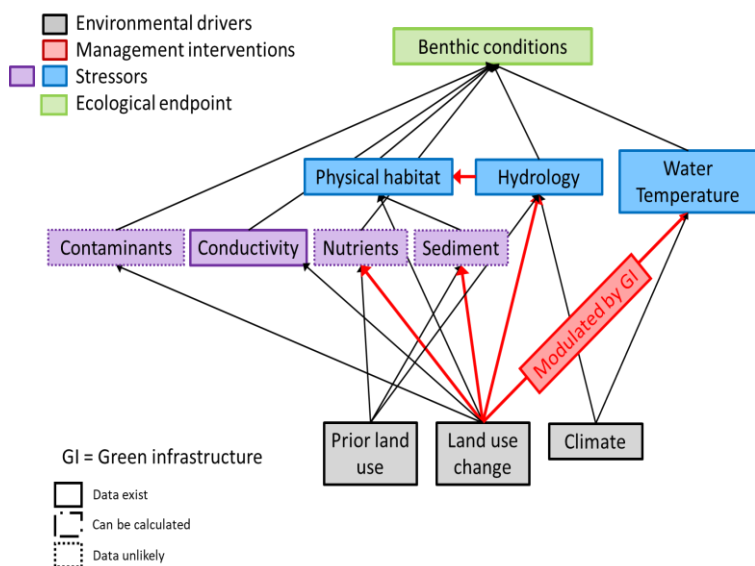 Environmental drivers
Management interventions
Stressors
Ecological endpoint
Benthic conditions
Physical habitat
Hydrology
Water
Temperature
Contaminants
Conductivity
Nutrients
Sediment
Modulated by GI
Prior land
use
Land use
change
Climate
GI = Green infrastructure
Data exist
Can be calculated
Data unlikely